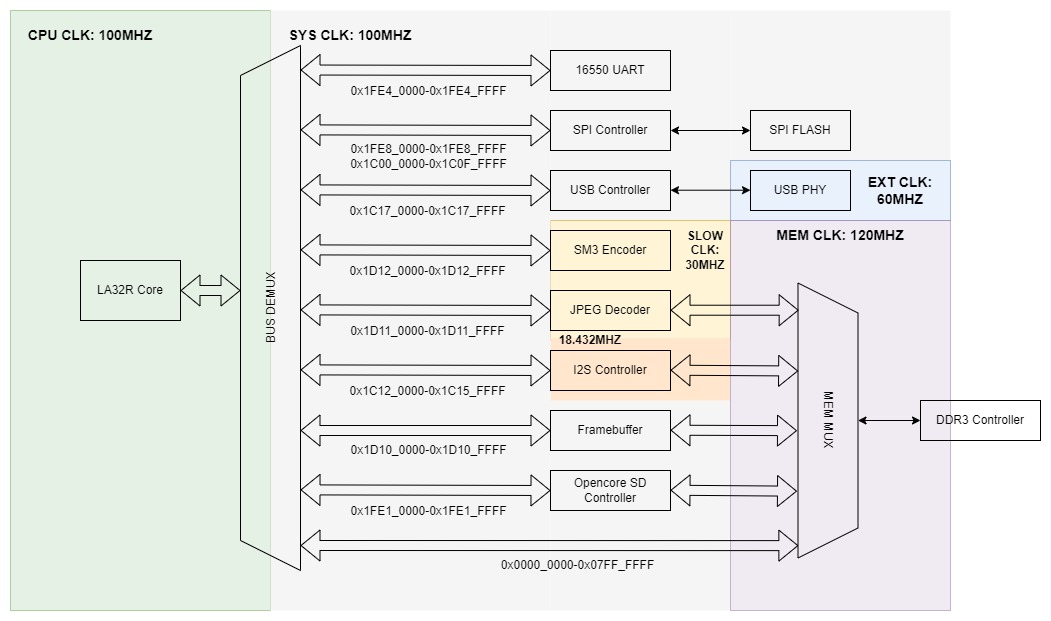 CPU CLK: 100MHZ
SYS CLK: 100MHZ
16550 UART
0x1FE4_0000-0x1FE4_FFFF
SPI Controller
SPI FLASH
0x1FE8_0000-0x1FE8_FFFF
0x1C00_0000-0x1C0F_FFFF
USB Controller
USB PHY
EXT CLK:
60MHZ
0x1C17_0000-0x1C17_FFFF
SM3 Encoder
SLOW
CLK:
30MHZ
MEM CLK: 120MHZ
0x1D12_0000-0x1D12_FFFF
LA32R Core
BUS DEMUX
JPEG Decoder
0x1D11_0000-0x1D11_FFFF
18.432MHZ
I2S Controller
0x1C12_0000-0x1C15_FFFF
MEM MUX
DDR3 Controller
Framebuffer
0x1D10_0000-0x1D10_FFFF
Opencore SD
Controller
0x1FE1_0000-0x1FE1_FFFF
0x0000_0000-0x07FF_FFFF